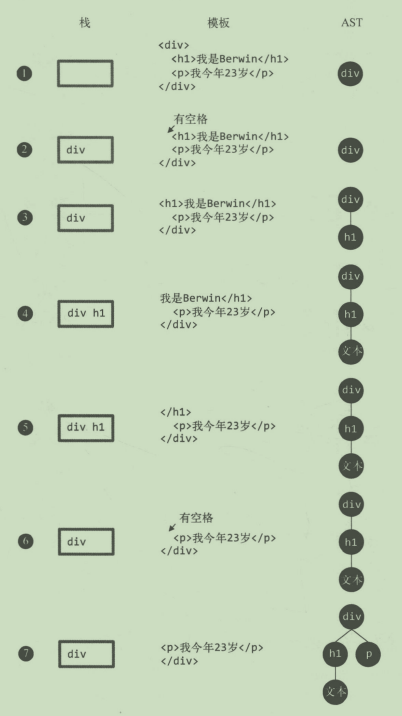 栈 模板 AST
1
<div>
<h1>我是Berwin</h1>
<p>我今年23岁</p>
</div>
div
有空格
2
div
<h1>我是Berwin</h1>
<p>我今年23岁</p>
</div>
div
3
div
<h1>我是Berwin</h1>
<p>我今年23岁</p>
</div>
div
h1
4
div h1
我是Berwin</h1>
<p>我今年23岁</p>
</div>
div
h1
文本
5
div h1
</h1>
<p>我今年23岁</p>
</div>
div
h1
文本
有空格
6
div
<p>我今年23岁</p>
</div>
div
h1
文本
7
div
<p>我今年23岁</p>
</div>
div
h1 p
文本